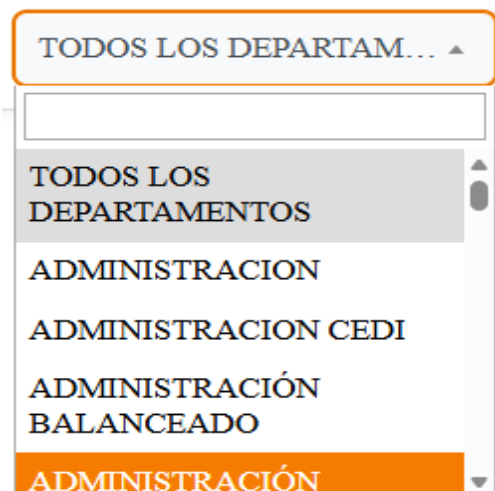 TODOS LOS DEPARTAM...
TODOS LOS
DEPARTAMENTOS
ADMINISTRACION
ADMINISTRACION CEDI
ADMINISTRACIÓN
BALANCEADO
ADMINISTRACIÓN